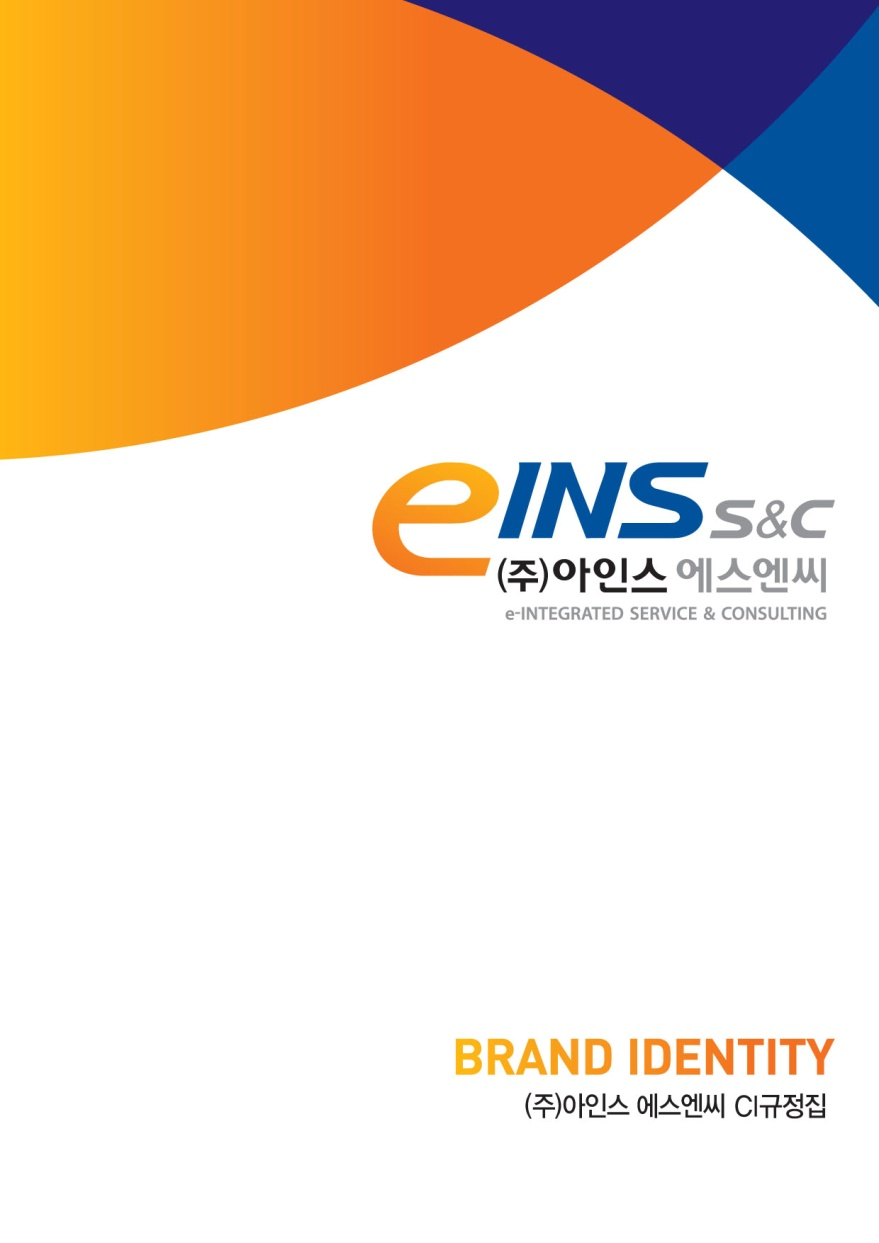 eINS S&C
(주)아인스 에스엔씨
e-INTEGRATED SERVICE & CONSULTING
BRAND IDENTITY
(주)아인스 에스엔씨 CI규정집